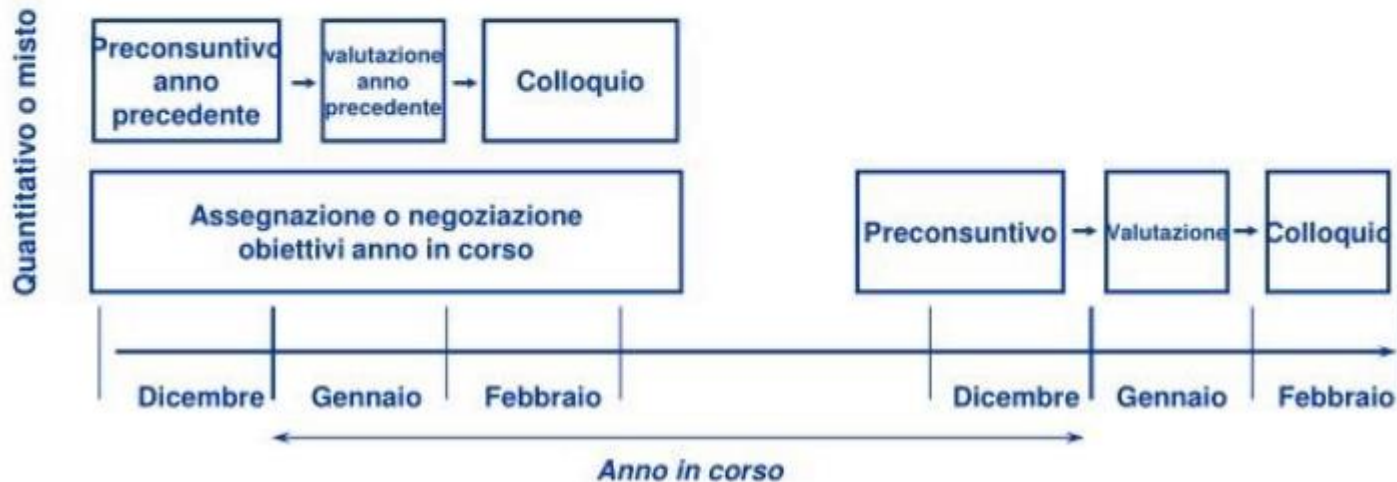 Quantitativo o misto
Preconsuntivo
anno
precedente
valutazione
anno
precedente
Colloquio
Assegnazione o negoziazione
obiettivi anno in corso
Preconsuntivo
Valutazione
Colloquio
Dicembre
Gennaio
Febbraio
Dicembre
Gennaio
Febbraio
Anno in corso